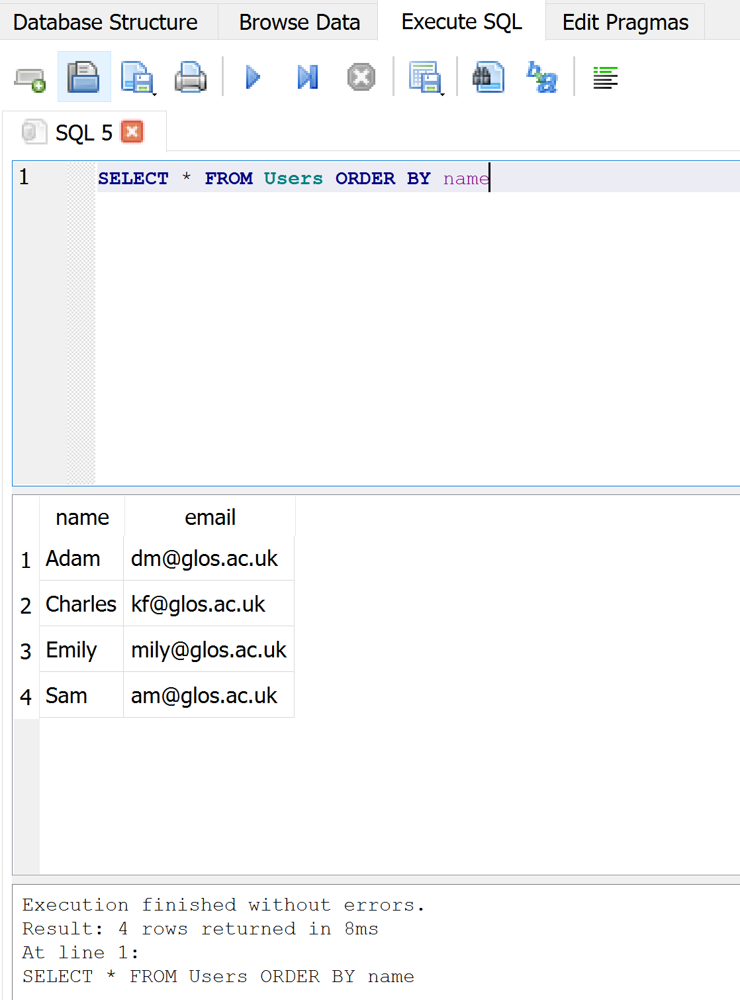 Database Structure Browse Data Execute SQL Edit Pragmas
SQL 5
1 SELECT * FROM Users ORDER BY name
name email
1 Adam dm@glos.ac.uk
2 Charles kf@glos.ac.uk
3 Emily mily@glos.ac.uk
4 Sam am@glos.ac.uk
Execution finished without errors.
Result: 4 rows returned in 8ms
At line 1:
SELECT * FROM Users ORDER BY name